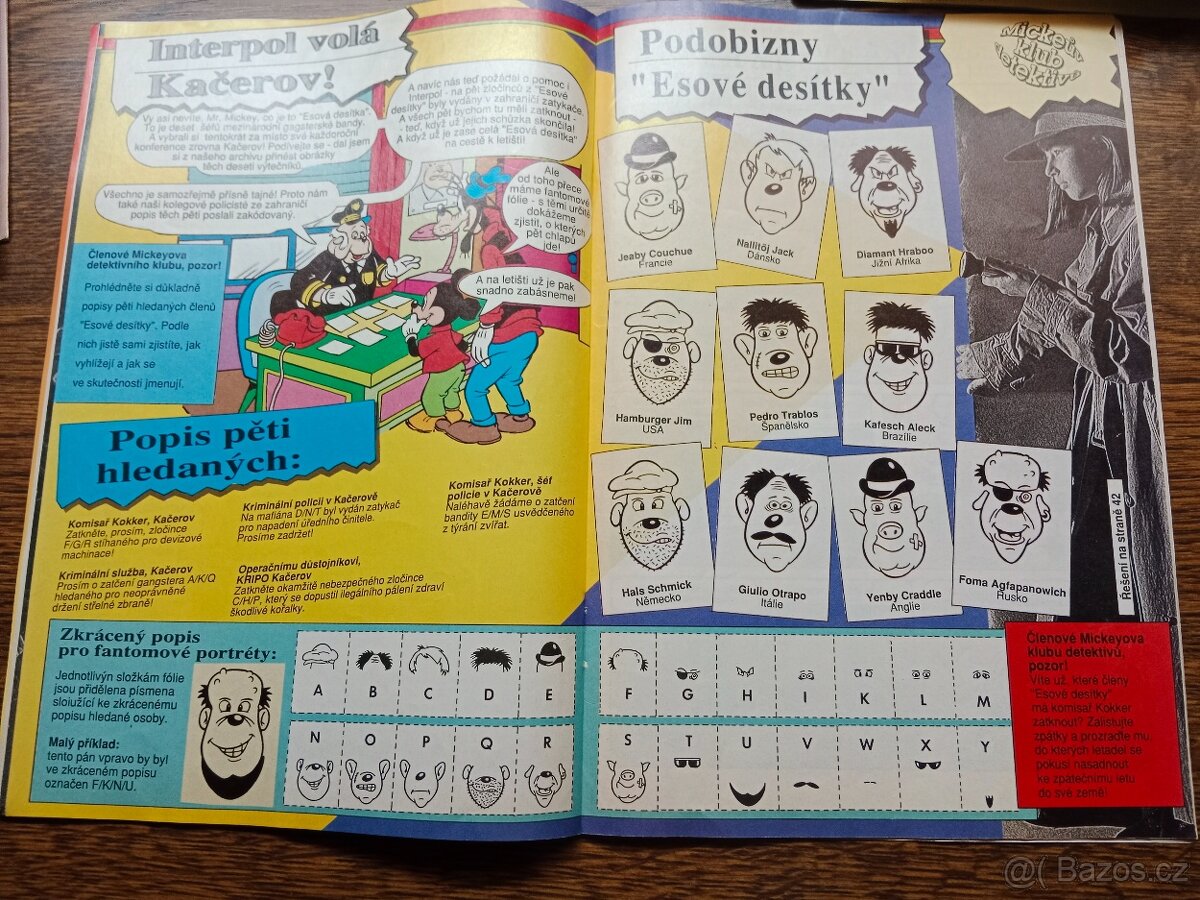 Interpol volá
Kačerov!
Vy asi nevíte, Mr. Mickey, co je to "Esová desítka".
To je deset šéfů mezinárodní gagsterské bandy.
A vybrali si tentokrát za místo své každoroční
konference zrovna Kačerov! Podívejte se - dal jsem
si z našeho archivu přinéat obrázky
těch deseti výtečníků.
A navíc nás teď požádal o pomoc i
Interpol - na pět zločinců z "Esové
desítky" byly vydány v zahraničí zatykače.
A všech pět bychom tu měli zatknout -
teď, když už jejich schůzka skončila!
A když už je zase celá "Esová desítka"
na cestě k letišti!
Všechno je samozřejmě přísně tajné! Proto nám
také naši kolegové policisté ze zahraničí
popis těch pěti poslali zakódovaný.
Ale
od toho přece
máme fantomové
fólie - s těmi určitě
dokážeme
zjistit, o kterých
pět chlapů
jde!
A na letišti už je pak
snadno zabásneme!
Členové Mickeyova
detektivního klubu, pozor!
Prohlédněte si důkladně
popisy pěti hledaných členů
"Esové desítky". Podle
nich jistě sami zjistíte, jak
vyhlížejí a jak se
ve skutečnosti jmenují.
Popis pěti
hledaných:
Komisař Kokker, Kačerov
Zatkněte, prosím, zločince
F/G/R stíhaného pro devizové
machinace!
Kriminální policii v Kačerově
Na mafiána D/N/T byl vydán zatykač
pro napadení úředního činitele.
Prosíme zadržet!
Komisař Kokker, šéf
policie v Kačerově
Naléhavě žádáme o zatčení
bandity E/M/S usvědčeného
z týrání zvířat.
Kriminální služba, Kačerov
Prosím o zatčení gangstera A/K/Q
hledaného pro neoprávněné
držení střelné zbraně!
Operačnímu důstojníkovi,
KŘIPO Kačerov
Zatkněte okamžitě nebezpečného zločince
C/H/P, který se dopustil ilegálního pálení zdraví
škodlivé kořalky.
Zkrácený popis
pro fantomové portréty:
Jednotlivýn složkám fólie
jsou přidělena písmena
sloiužící ke zkrácenému
popisu hledané osoby.
Malý příklad:
tento pán vpravo by byl
ve zkráceném popisu
označen F/K/N/U.
A B C D E
N O P Q R
Podobizny
"Esové desítky"
Mickeův
klub
detektivů
Jeaby Couchue
Francie
Nallitőj Jack
Dánsko
Diamant Hraboo
Jižní Afrika
Hamburger Jim
USA
Pedro Trablos
Španělsko
Kafesch Aleck
Brazílie
Hals Schmick
Německo
Giulio Otrapo
Itálie
Yenby Craddle
Anglie
Foma Agfapanowich
Rusko
Řešení na straně 42
F G H I K L M
S T U V W X Y
Členové Mickeyova
klubu detektivů,
pozor!
Víte už, které členy
"Esové desítky"
má komisař Kokker
zatknout? Zalistujte
zpátky a prozraďte mu,
do kterých letadel se
pokusí nasadnout
ke zpátečnímu letu
do své země!
@( Bazos.cz